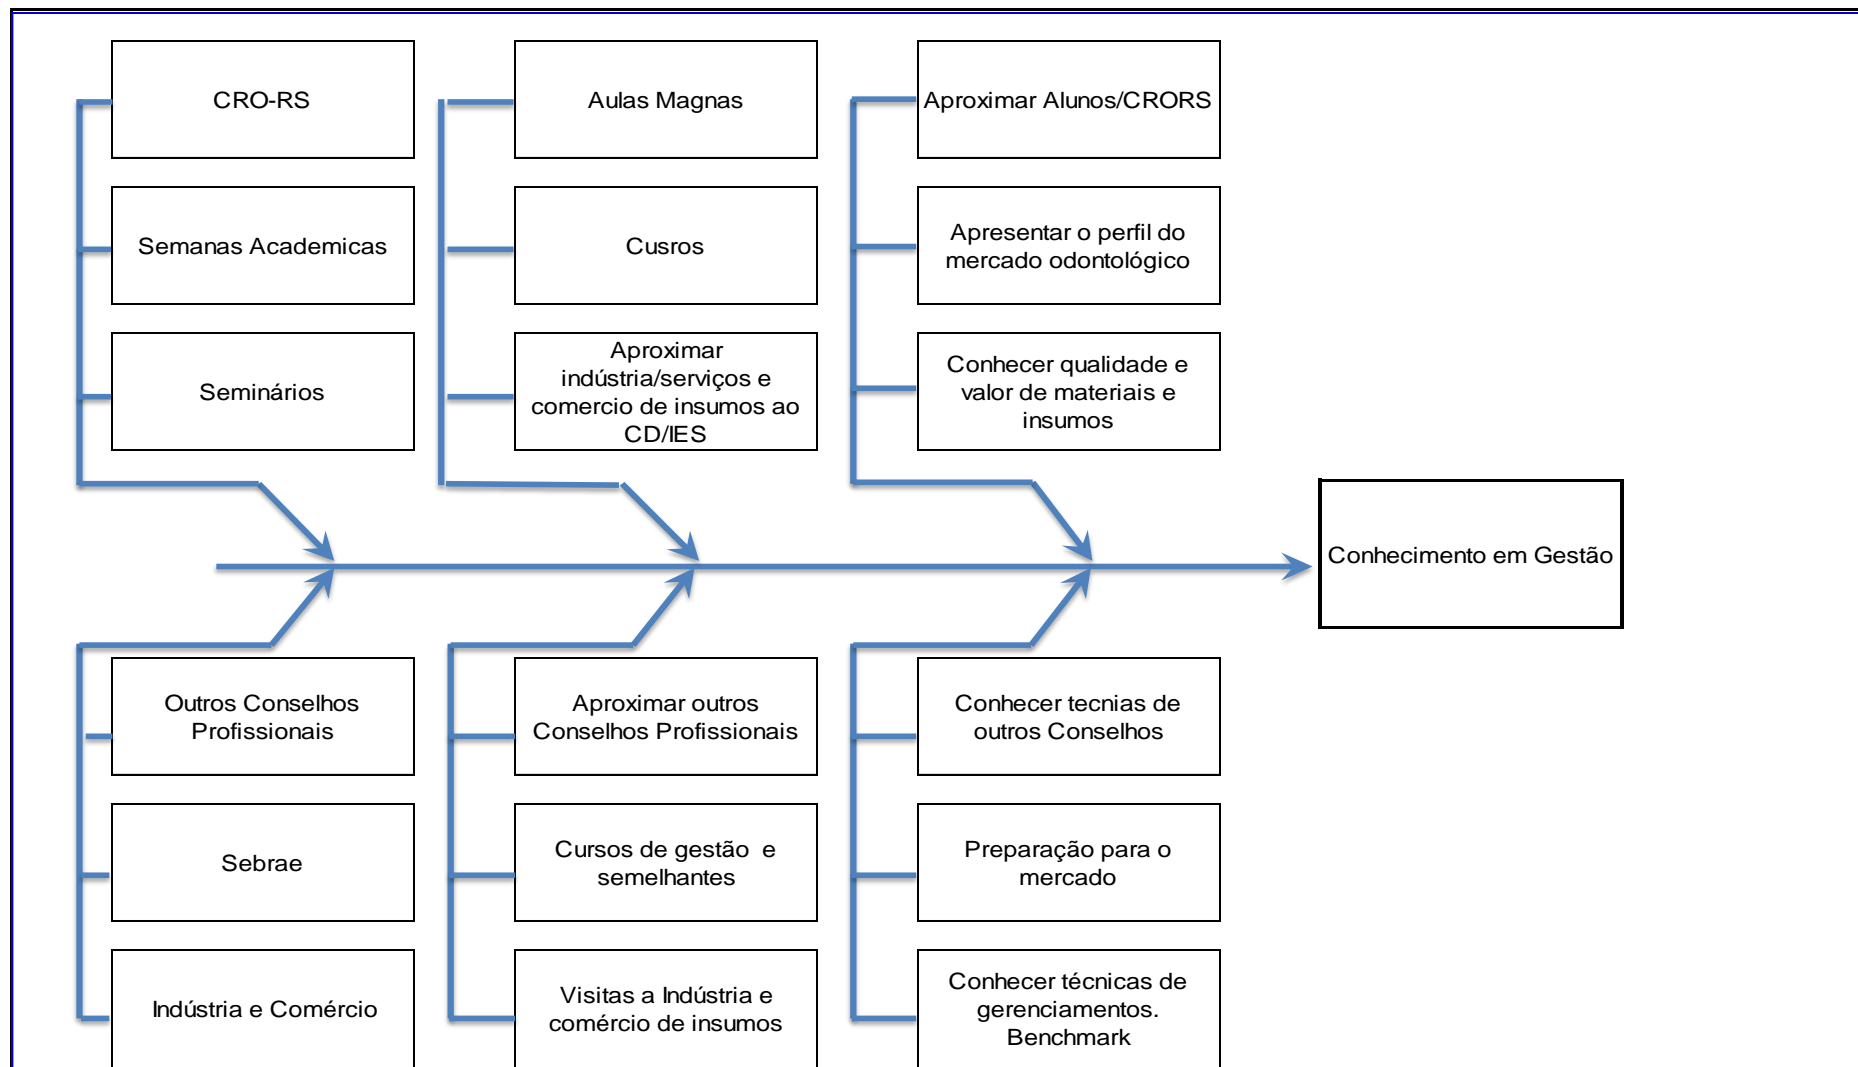 CRO-RS
Aulas Magnas
Aproximar Alunos/CRORS
Semanas Academicas
Cusros
Apresentar o perfil do
mercado odontológico
Seminários
Aproximar
indústria/serviços e
comercio de insumos ao
CD/IES
Conhecer qualidade e
valor de materiais e
insumos
Conhecimento em Gestão
Outros Conselhos
Profissionais
Aproximar outros
Conselhos Profissionais
Conhecer tecnias de
outros Conselhos
Sebrae
Cursos de gestão e
semelhantes
Preparação para o
mercado
Indústria e Comércio
Visitas a Indústria e
comércio de insumos
Conhecer técnicas de
gerenciamentos.
Benchmark